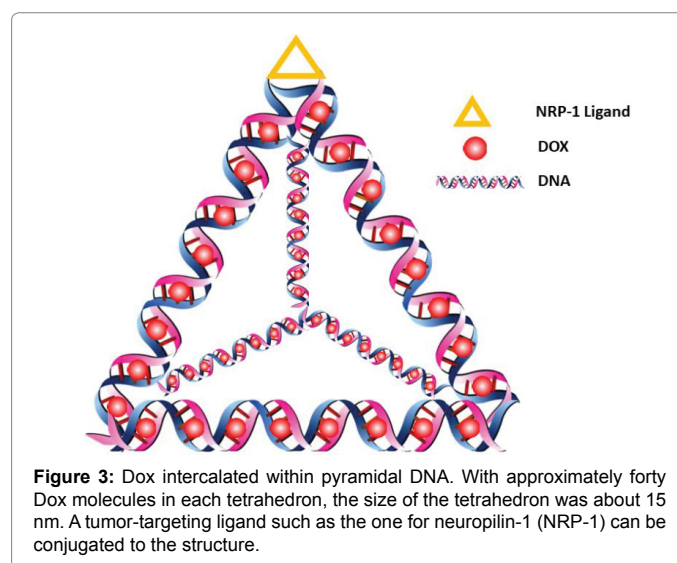 NRP-1 Ligand
DOX
DNA
Figure 3: Dox intercalated within pyramidal DNA. With approximately forty
Dox molecules in each tetrahedron, the size of the tetrahedron was about 15
nm. A tumor-targeting ligand such as the one for neuropilin-1 (NRP-1) can be
conjugated to the structure.